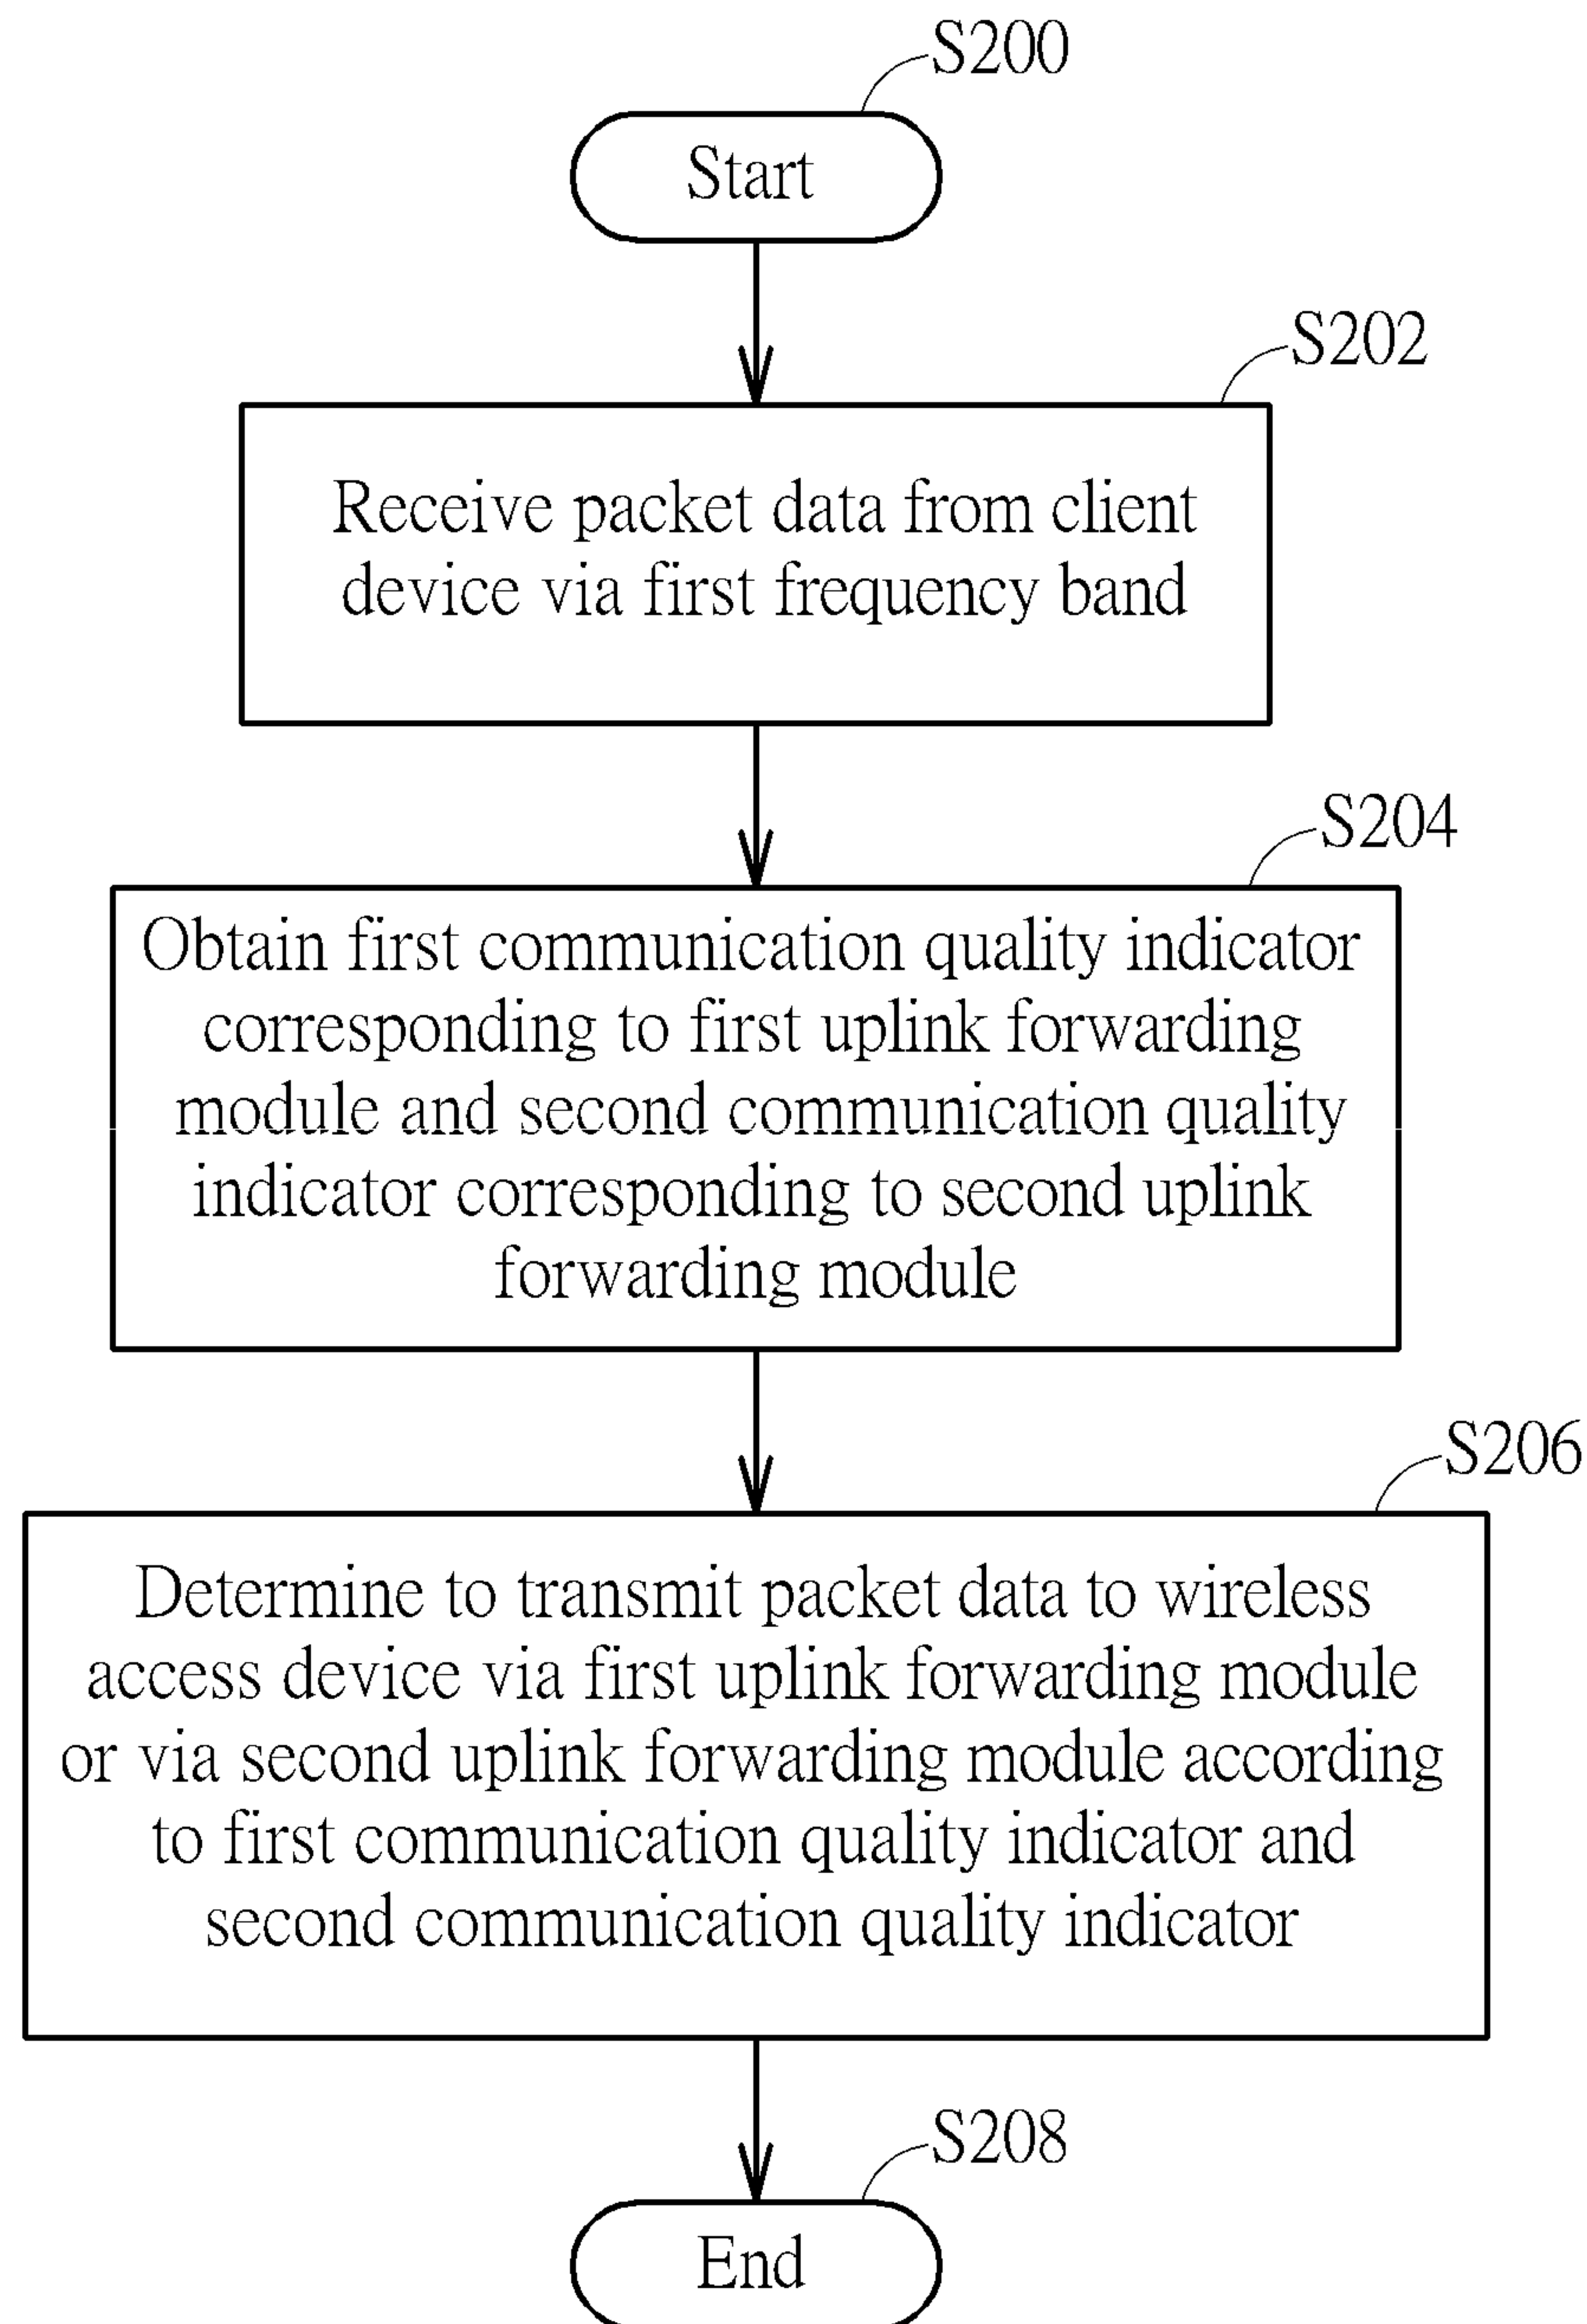 S200
Start
S202
Receive packet data from client
device via first frequency band
S204
Obtain first communication quality indicator
corresponding to first uplink forwarding
module and second communication quality
indicator corresponding to second uplink
forwarding module
S206
Determine to transmit packet data to wireless
access device via first uplink forwarding module
or via second uplink forwarding module according
to first communication quality indicator and
second communication quality indicator
S208
End